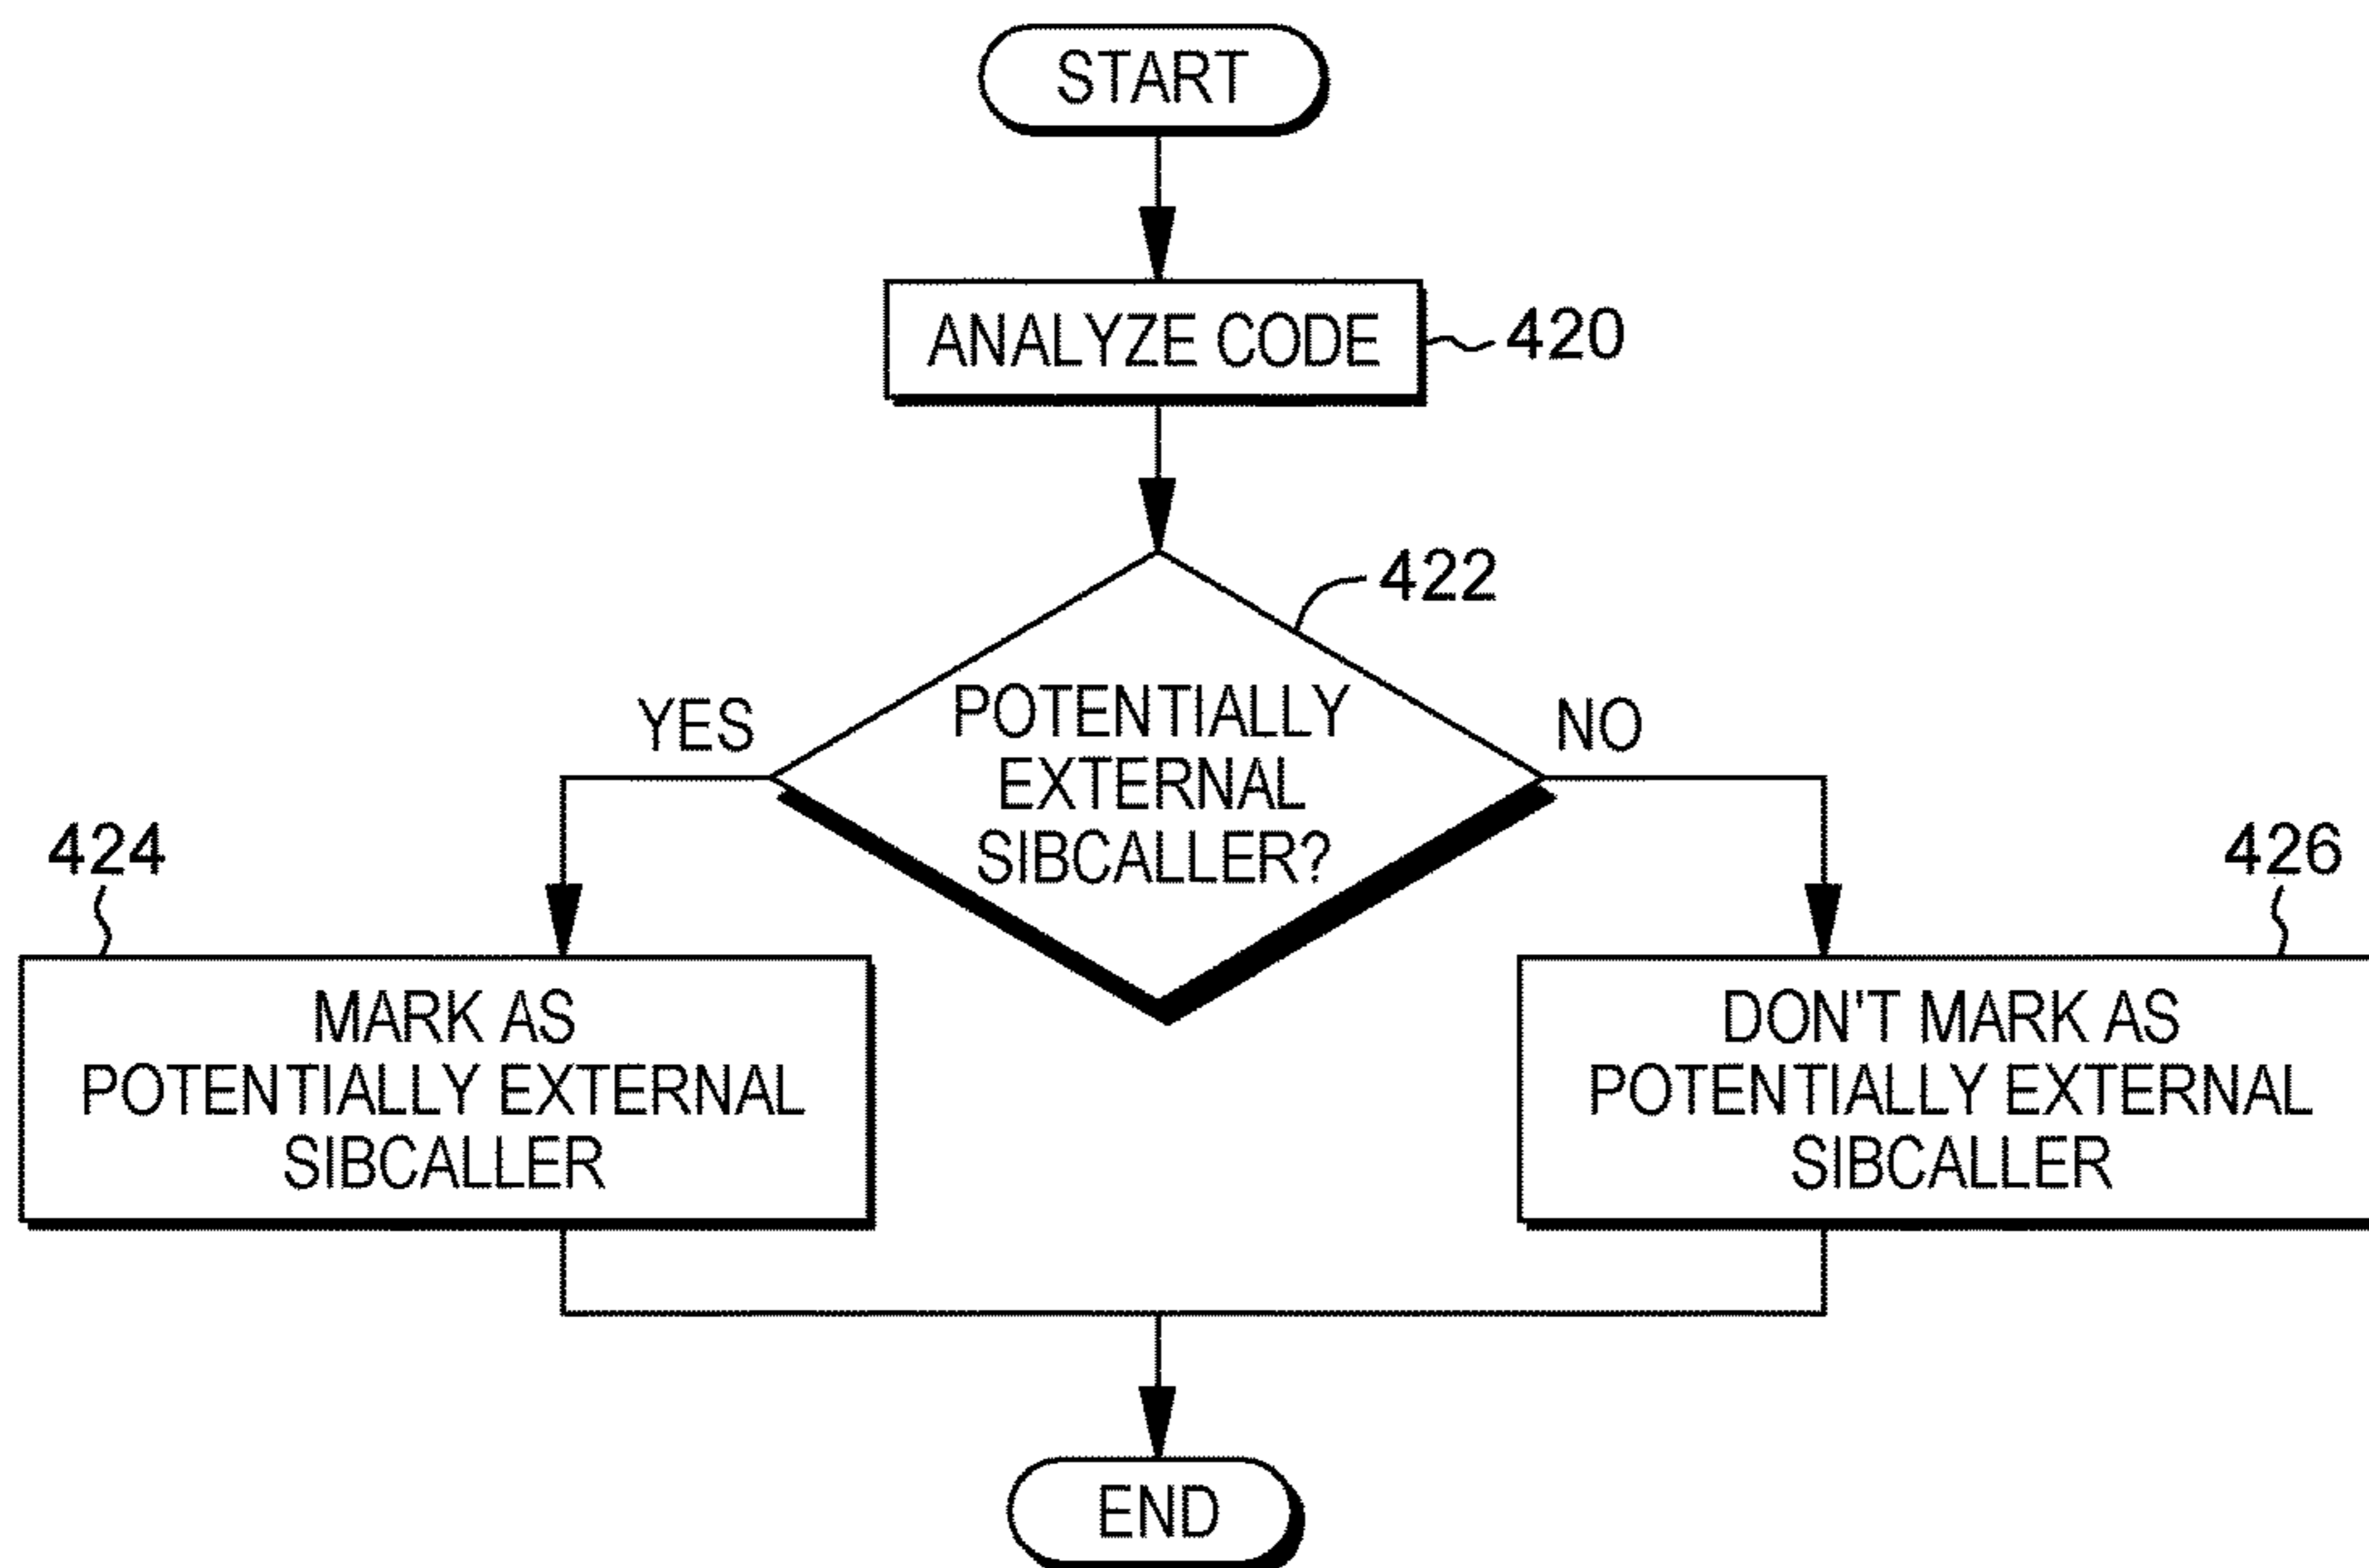 START
ANALYZE CODE
420
422
POTENTIALLY
EXTERNAL
SIBCALLER?
YES
NO
424
MARK AS
POTENTIALLY EXTERNAL
SIBCALLER
426
DON'T MARK AS
POTENTIALLY EXTERNAL
SIBCALLER
END